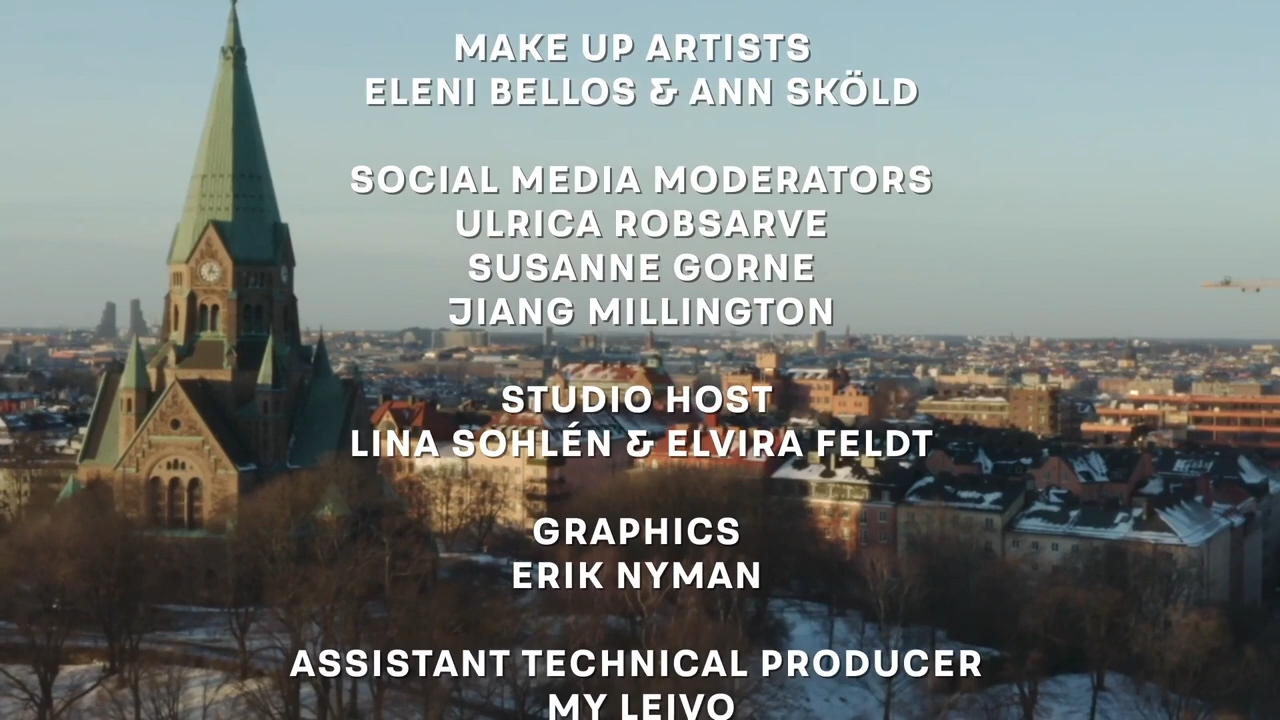 MAKE UP ARTISTS
ELENI BELLOS & ANN SKÖLD
SOCIAL MEDIA MODERATORS
ULRICA ROBSARVE
SUSANNE GORNE
JIANG MILLINGTON
STUDIO HOST
LINA SOHLÉN & ELVIRA FELDT
GRAPHICS
ERIK NYMAN
ASSISTANT TECHNICAL PRODUCER
MY LEIVO